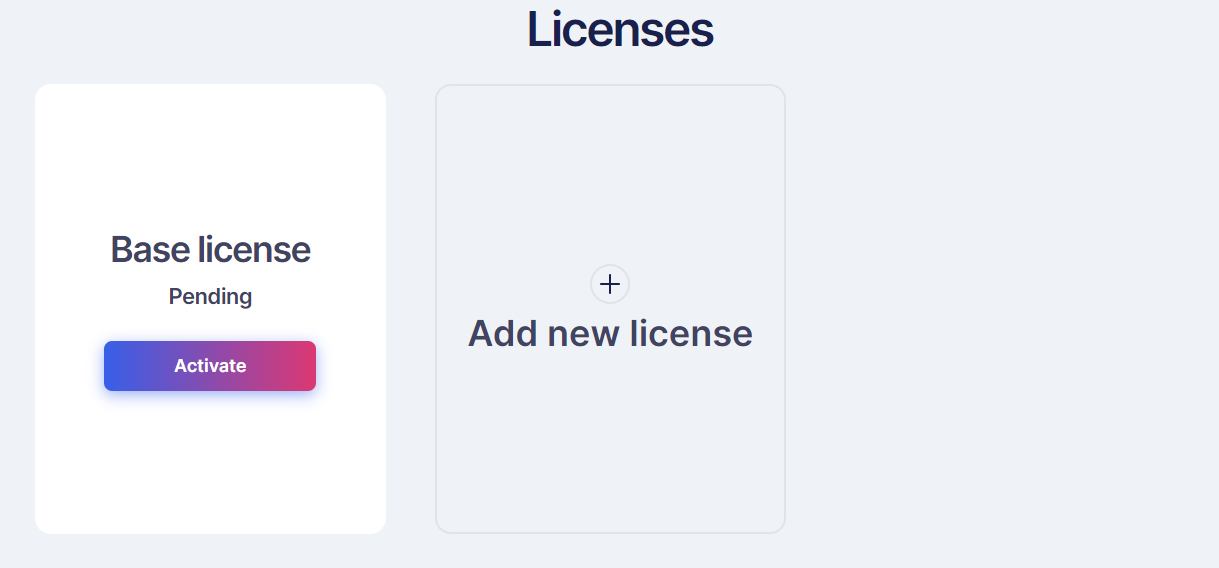 Licenses
Base license
Pending
Activate
Add new license